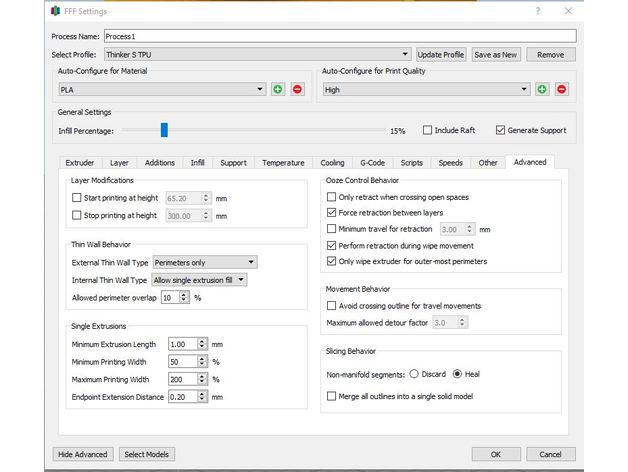 FFF Settings
Process Name: Process1
Select Profile: Thinker S TPU Update Profile Save as New Remove
Auto-Configure for Material Auto-Configure for Print Quality
PLA High
General Settings
Infill Percentage: 15% Include Raft Generate Support
Extruder Layer Additions Infill Support Temperature Cooling G-Code Scripts Speeds Other Advanced
Layer Modifications
Start printing at height 65.20 mm
Stop printing at height 300.00 mm
Thin Wall Behavior
External Thin Wall Type Perimeters only
Internal Thin Wall Type Allow single extrusion fill
Allowed perimeter overlap 10 %
Single Extrusions
Minimum Extrusion Length 1.00 mm
Minimum Printing Width 50 %
Maximum Printing Width 200 %
Endpoint Extension Distance 0.20 mm
Ooze Control Behavior
Only retract when crossing open spaces
Force retraction between layers
Minimum travel for retraction 3.00 mm
Perform retraction during wipe movement
Only wipe extruder for outer-most perimeters
Movement Behavior
Avoid crossing outline for travel movements
Maximum allowed detour factor 3.0
Slicing Behavior
Non-manifold segments: Discard Heal
Merge all outlines into a single solid model
Hide Advanced Select Models OK Cancel